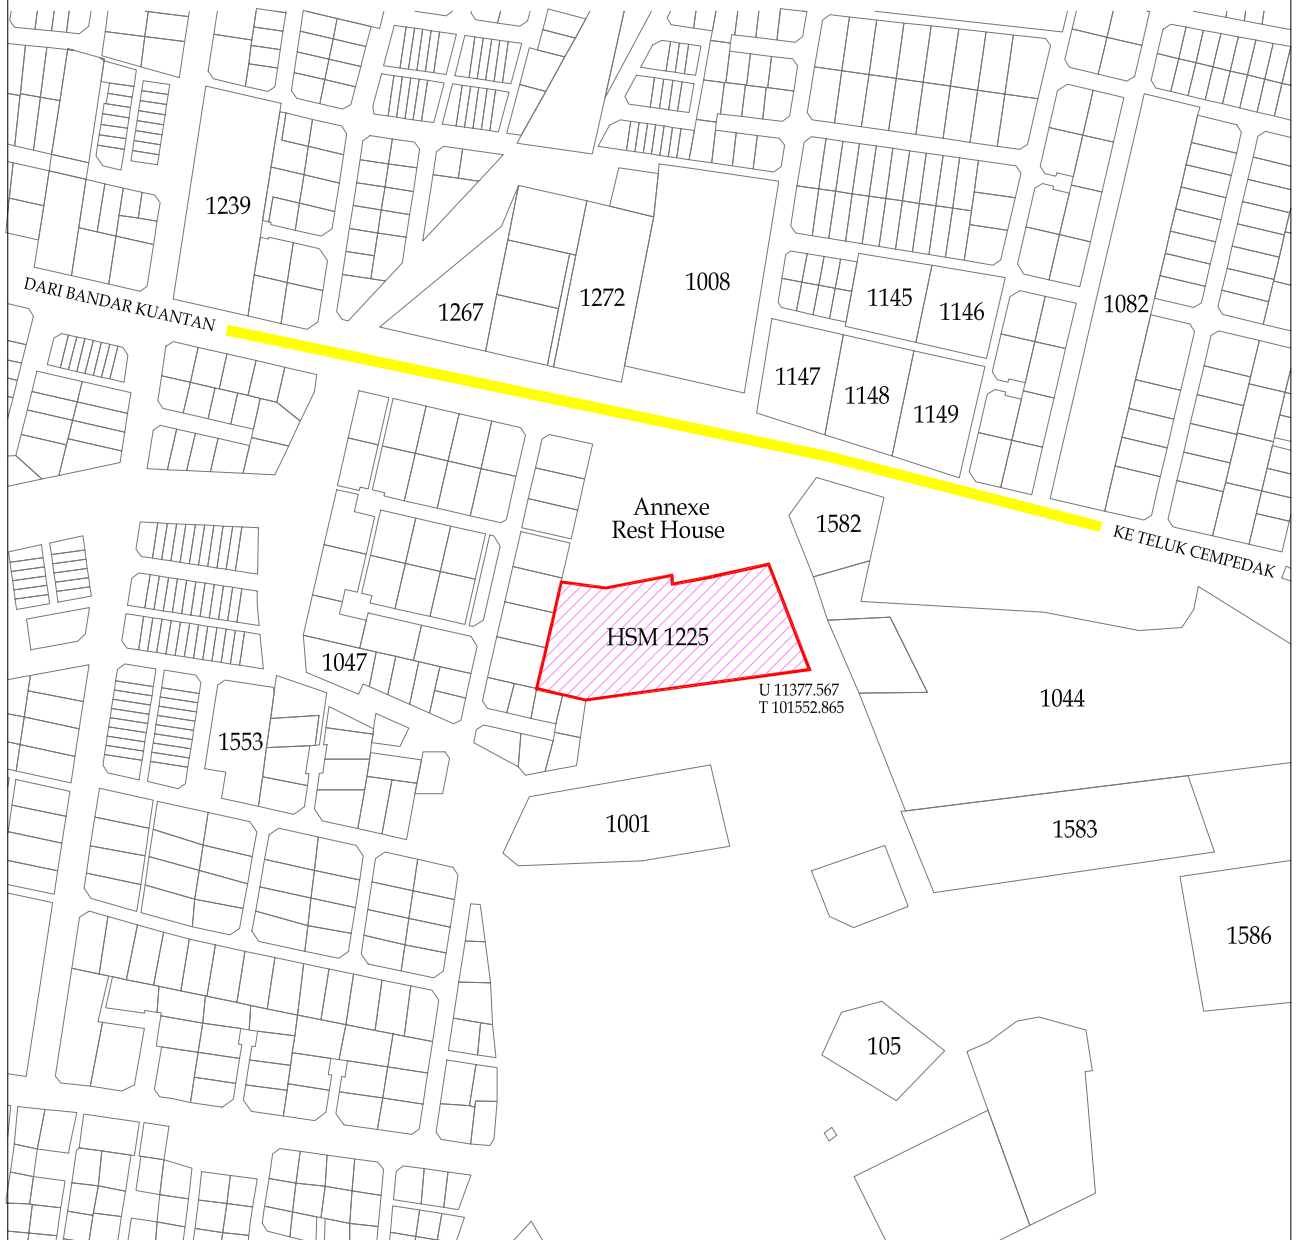 1239
1267
1272
1008
1145
1146
1082
DARI BANDAR KUANTAN
1147
1148
1149
Annexe
Rest House
1582
KE TELUK CEMPEDAK
HSM 1225
1047
U 11377.567
T 101552.865
1044
1553
1001
1583
1586
105